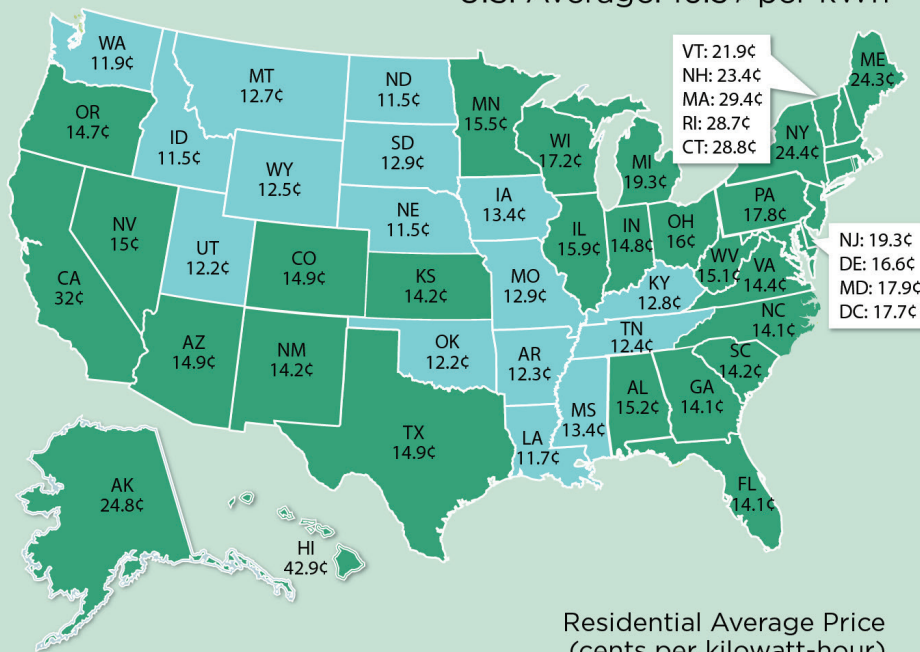 WA
11.9¢
MT
12.7¢
ND
11.5¢
MN
15.5¢
VT: 21.9¢
NH: 23.4¢
MA: 29.4¢
RI: 28.7¢
CT: 28.8¢
ME
24.3¢
OR
14.7¢
ID
11.5¢
WY
12.5¢
SD
12.9¢
WI
17.2¢
MI
19.3¢
NY
24.4¢
NV
15¢
UT
12.2¢
CO
14.9¢
NE
11.5¢
IA
13.4¢
IL
15.9¢
IN
14.8¢
OH
16¢
PA
17.8¢
NJ: 19.3¢
DE: 16.6¢
MD: 17.9¢
DC: 17.7¢
CA
32¢
KS
14.2¢
MO
12.9¢
KY
12.8¢
WV
15.1¢
VA
14.4¢
AZ
14.9¢
NM
14.2¢
OK
12.2¢
AR
12.3¢
TN
12.4¢
NC
14.1¢
SC
14.2¢
TX
14.9¢
LA
11.7¢
MS
13.4¢
AL
15.2¢
GA
14.1¢
FL
14.1¢
AK
24.8¢
HI
42.9¢
Residential Average Price
(cents per kilowatt-hour)